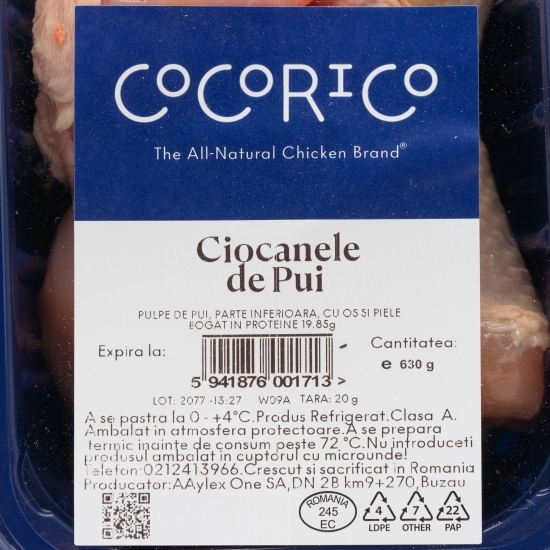 COCORICO
The All-Natural Chicken Brand®
Ciocanele
de Pui
PULPE DE PUI, PARTE INFERIOARA, CU OS SI PIELE
BOGAT IN PROTEINE 19.85g
Expira la:
Cantitatea:
e 630 g
5 941876 001713 >
LOT: 2077 -13:27 W09A TARA: 20 g
A se pastra la 0 - +4°C.Produs Refrigerat.Clasa A.
Ambalat in atmosfera protectoare.A se prepara
termic inainte de consum peste 72 °C.Nu introduceti
produsul ambalat in cuptorul cu microunde!
Telefon:0212413966.Crescut si sacrificat in Romania
Producator:AAylex One SA,DN 2B km9+270,Buzau.
ROMANIA
245
EC
4
LDPE
7
OTHER
22
PAP